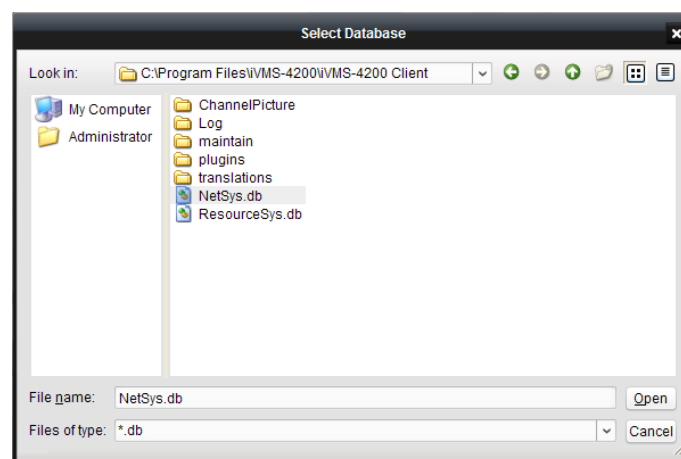 Select Database
Look in: C:\Program Files\iVMS-4200\iVMS-4200 Client
My Computer
Administrator
ChannelPicture
Log
maintain
plugins
translations
NetSys.db
ResourceSys.db
File name: NetSys.db Open
Files of type: *.db Cancel